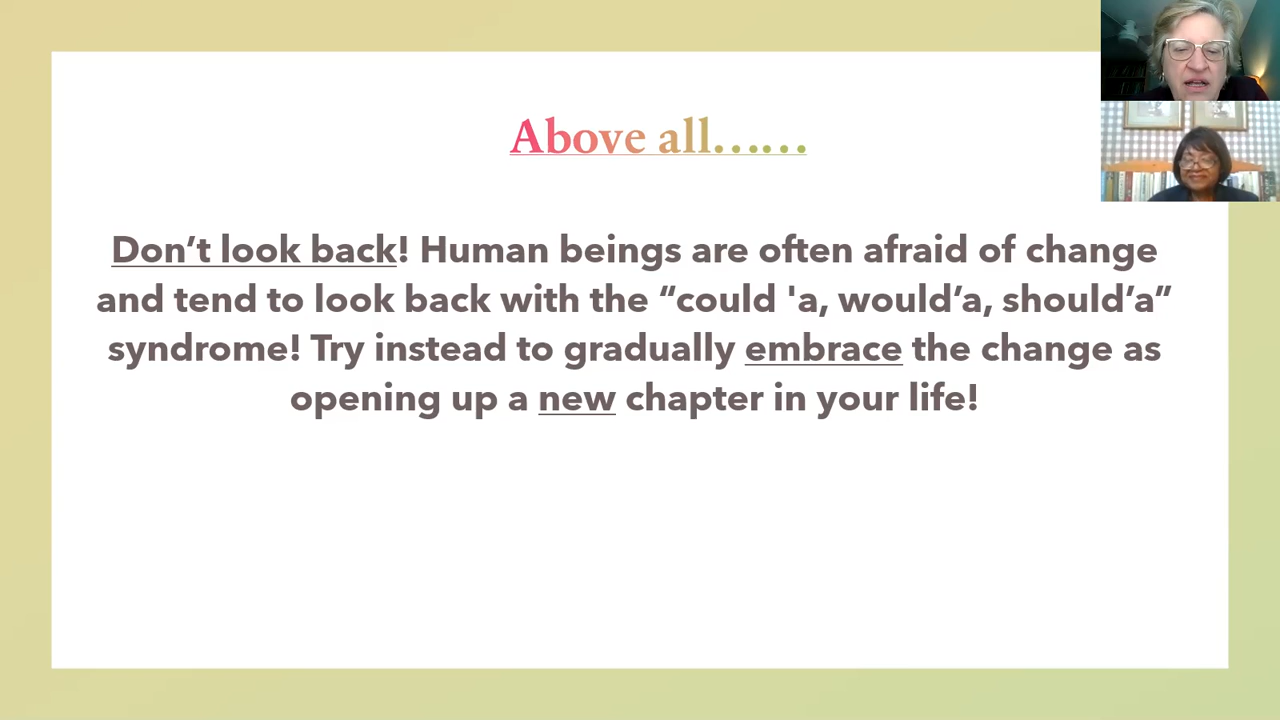 Above all……
Don’t look back! Human beings are often afraid of change
and tend to look back with the “could 'a, would’a, should’a”
syndrome! Try instead to gradually embrace the change as
opening up a new chapter in your life!